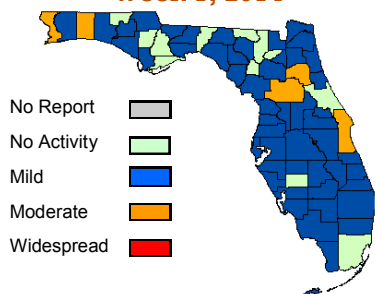 No Report
No Activity
Mild
Moderate
Widespread